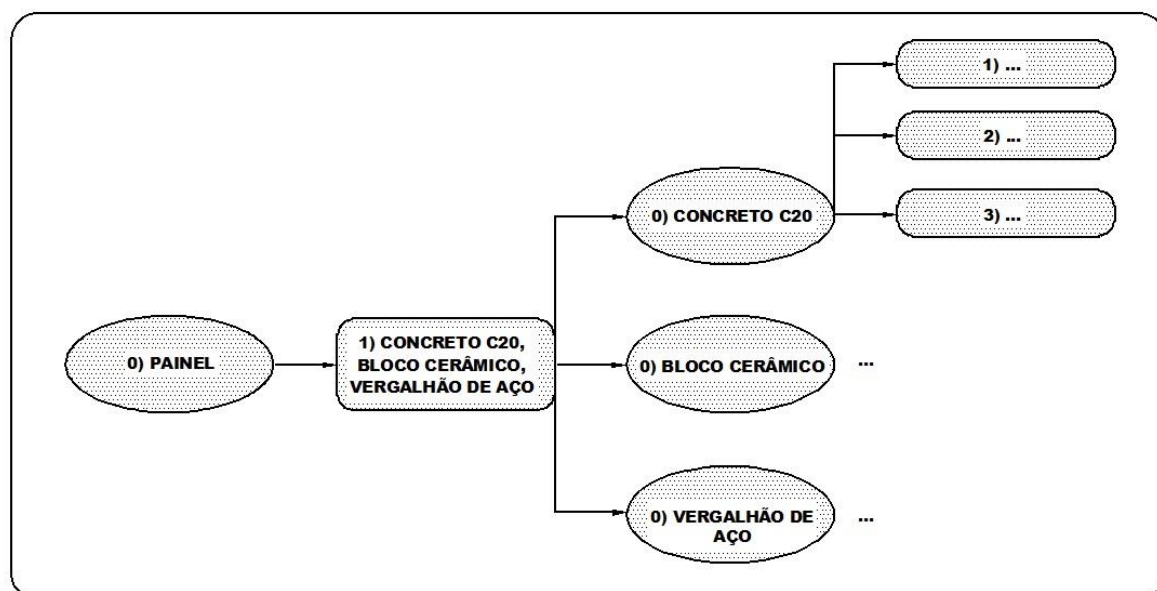 1) ...
2) ...
3) ...
0) CONCRETO C20
0) PAINEL
1) CONCRETO C20,
BLOCO CERÂMICO,
VERGALHÃO DE AÇO
0) BLOCO CERÂMICO
...
0) VERGALHÃO DE
AÇO
...